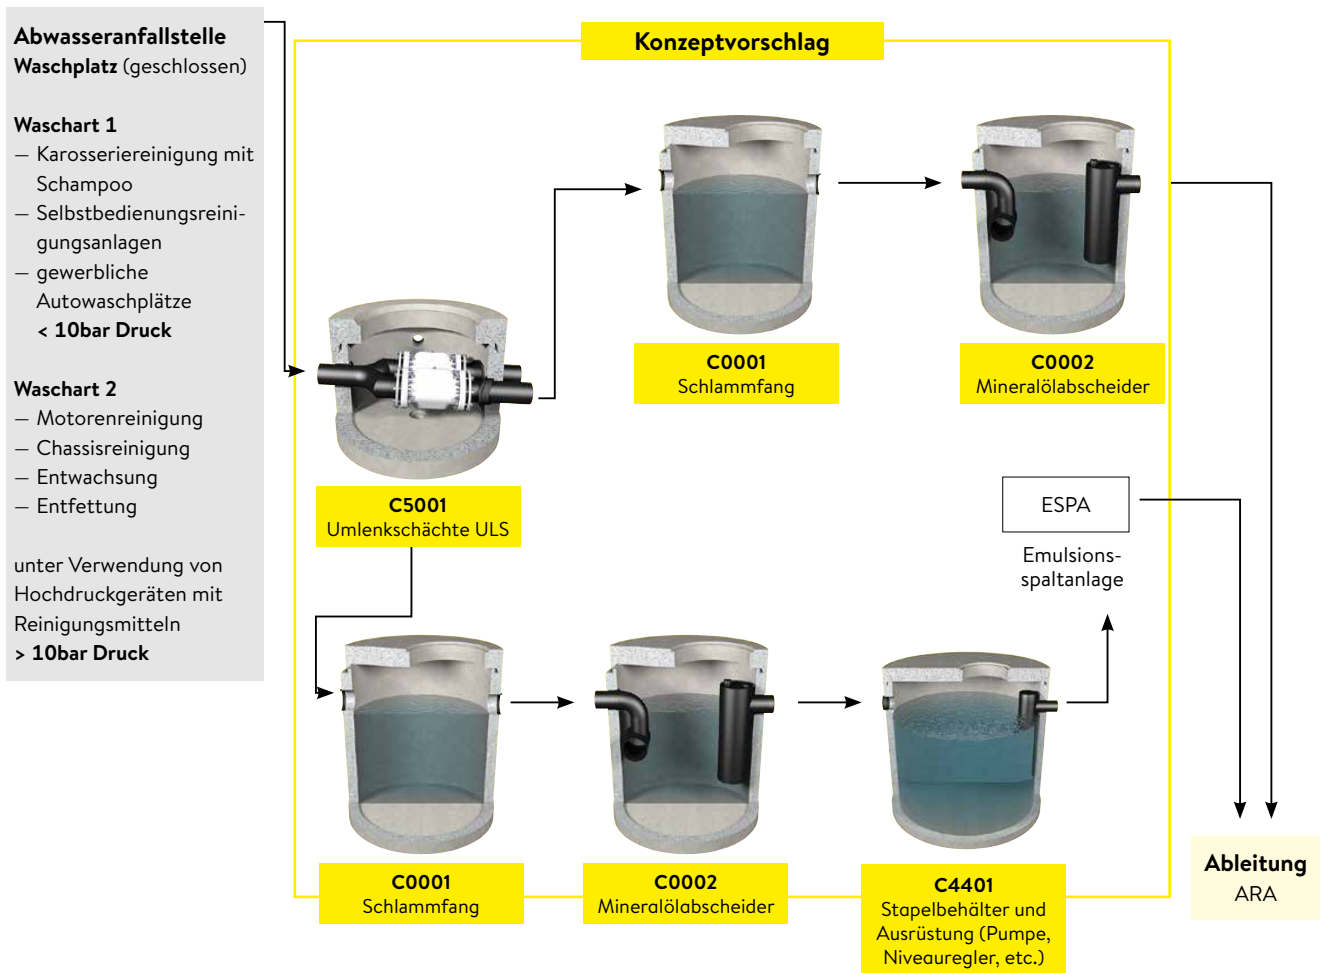 Abwasseranfallstelle
Waschplatz (geschlossen)
Waschart 1
– Karosseriereinigung mit
Schampoo
– Selbstbedienungsreini-
gungsanlagen
– gewerbliche
Autowaschplätze
< 10bar Druck
Waschart 2
– Motorenreinigung
– Chassisreinigung
– Entwachsung
– Entfettung
unter Verwendung von
Hochdruckgeräten mit
Reinigungsmitteln
> 10bar Druck
Konzeptvorschlag
C0001
Schlammfang
C0002
Mineralölabscheider
C5001
Umlenkschächte ULS
ESPA
Emulsions-
spaltanlage
C0001
Schlammfang
C0002
Mineralölabscheider
C4401
Stapelbehälter und
Ausrüstung (Pumpe,
Niveauregler, etc.)
Ableitung
ARA